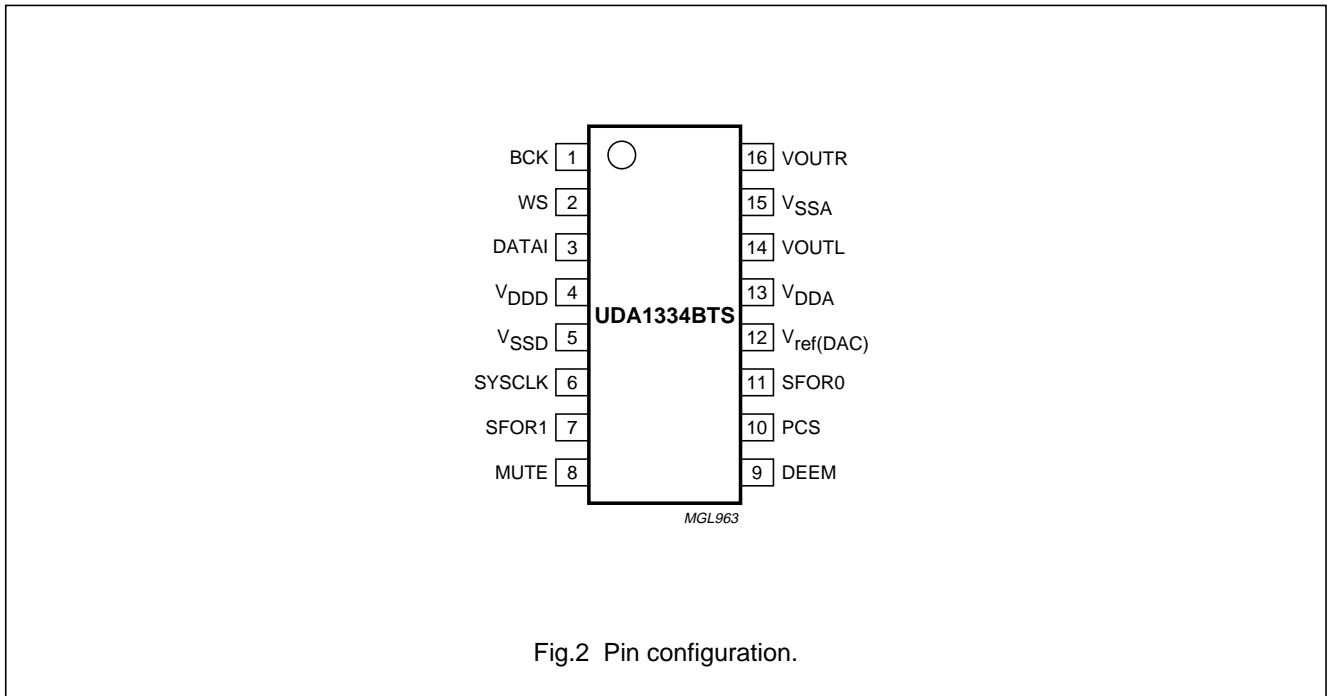 BCK 1
WS 2
DATAI 3
VDDD 4
VSSD 5
SYSCLK 6
SFOR1 7
MUTE 8
UDA1334BTS
16 VOUTR
15 VSSA
14 VOUTL
13 VDDA
12 Vref(DAC)
11 SFOR0
10 PCS
9 DEEM
MGL963
Fig.2 Pin configuration.